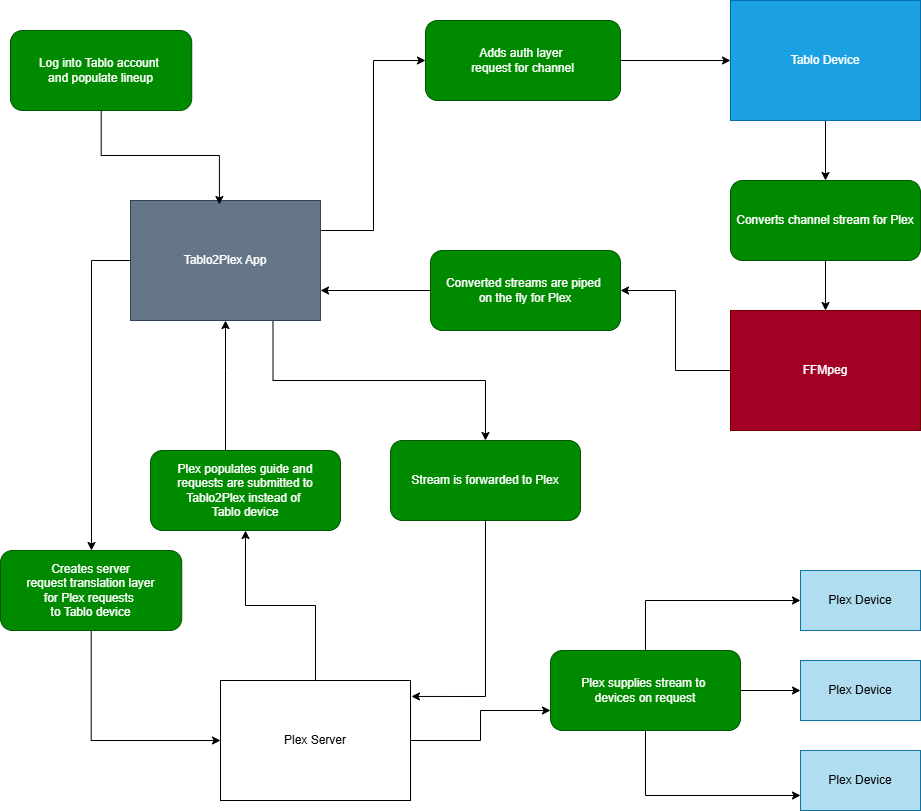 Log into Tablo account
and populate lineup
Adds auth layer
request for channel
Tablo Device
Converts channel stream for Plex
Tablo2Plex App
Converted streams are piped
on the fly for Plex
FFMpeg
Plex populates guide and
requests are submitted to
Tablo2Plex instead of
Tablo device
Stream is forwarded to Plex
Creates server
request translation layer
for Plex requests
to Tablo device
Plex Device
Plex supplies stream to
devices on request
Plex Device
Plex Server
Plex Device